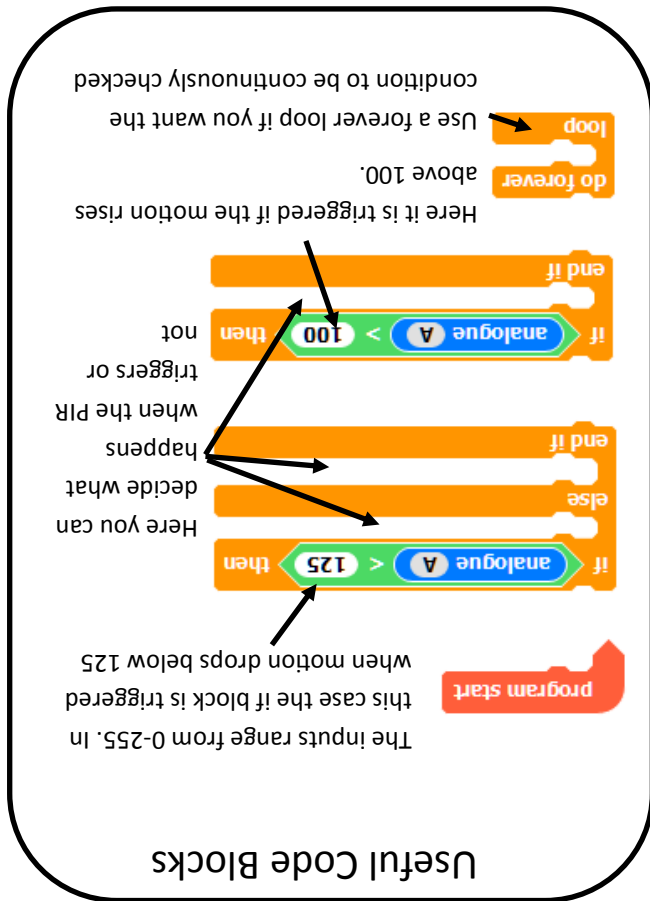 Useful Code Blocks
program start
The inputs range from 0-255. In
this case the if block is triggered
when motion drops below 125
if analogue A < 125 then
else
end if
Here you can
decide what
happens
when the PIR
triggers or
not
if analogue A > 100 then
end if
Here it is triggered if the motion rises
above 100.
do forever
loop
Use a forever loop if you want the
condition to be continuously checked